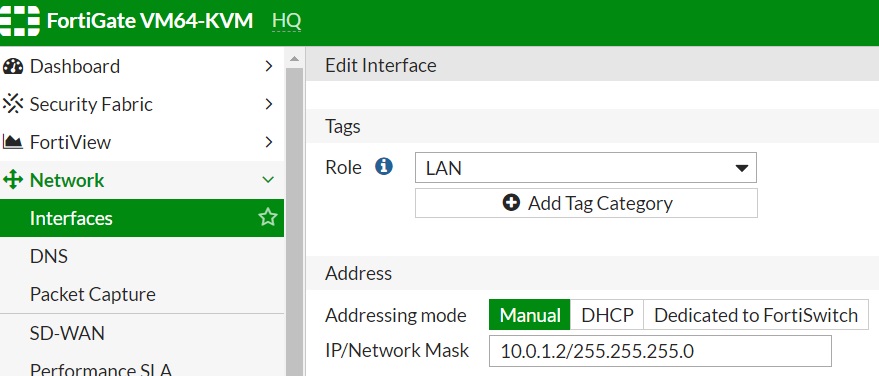 FortiGate VM64-KVM HQ
Dashboard
Security Fabric
FortiView
Network
Interfaces
DNS
Packet Capture
SD-WAN
Performance SLA
Edit Interface
Tags
Role LAN
Add Tag Category
Address
Addressing mode Manual DHCP Dedicated to FortiSwitch
IP/Network Mask 10.0.1.2/255.255.255.0